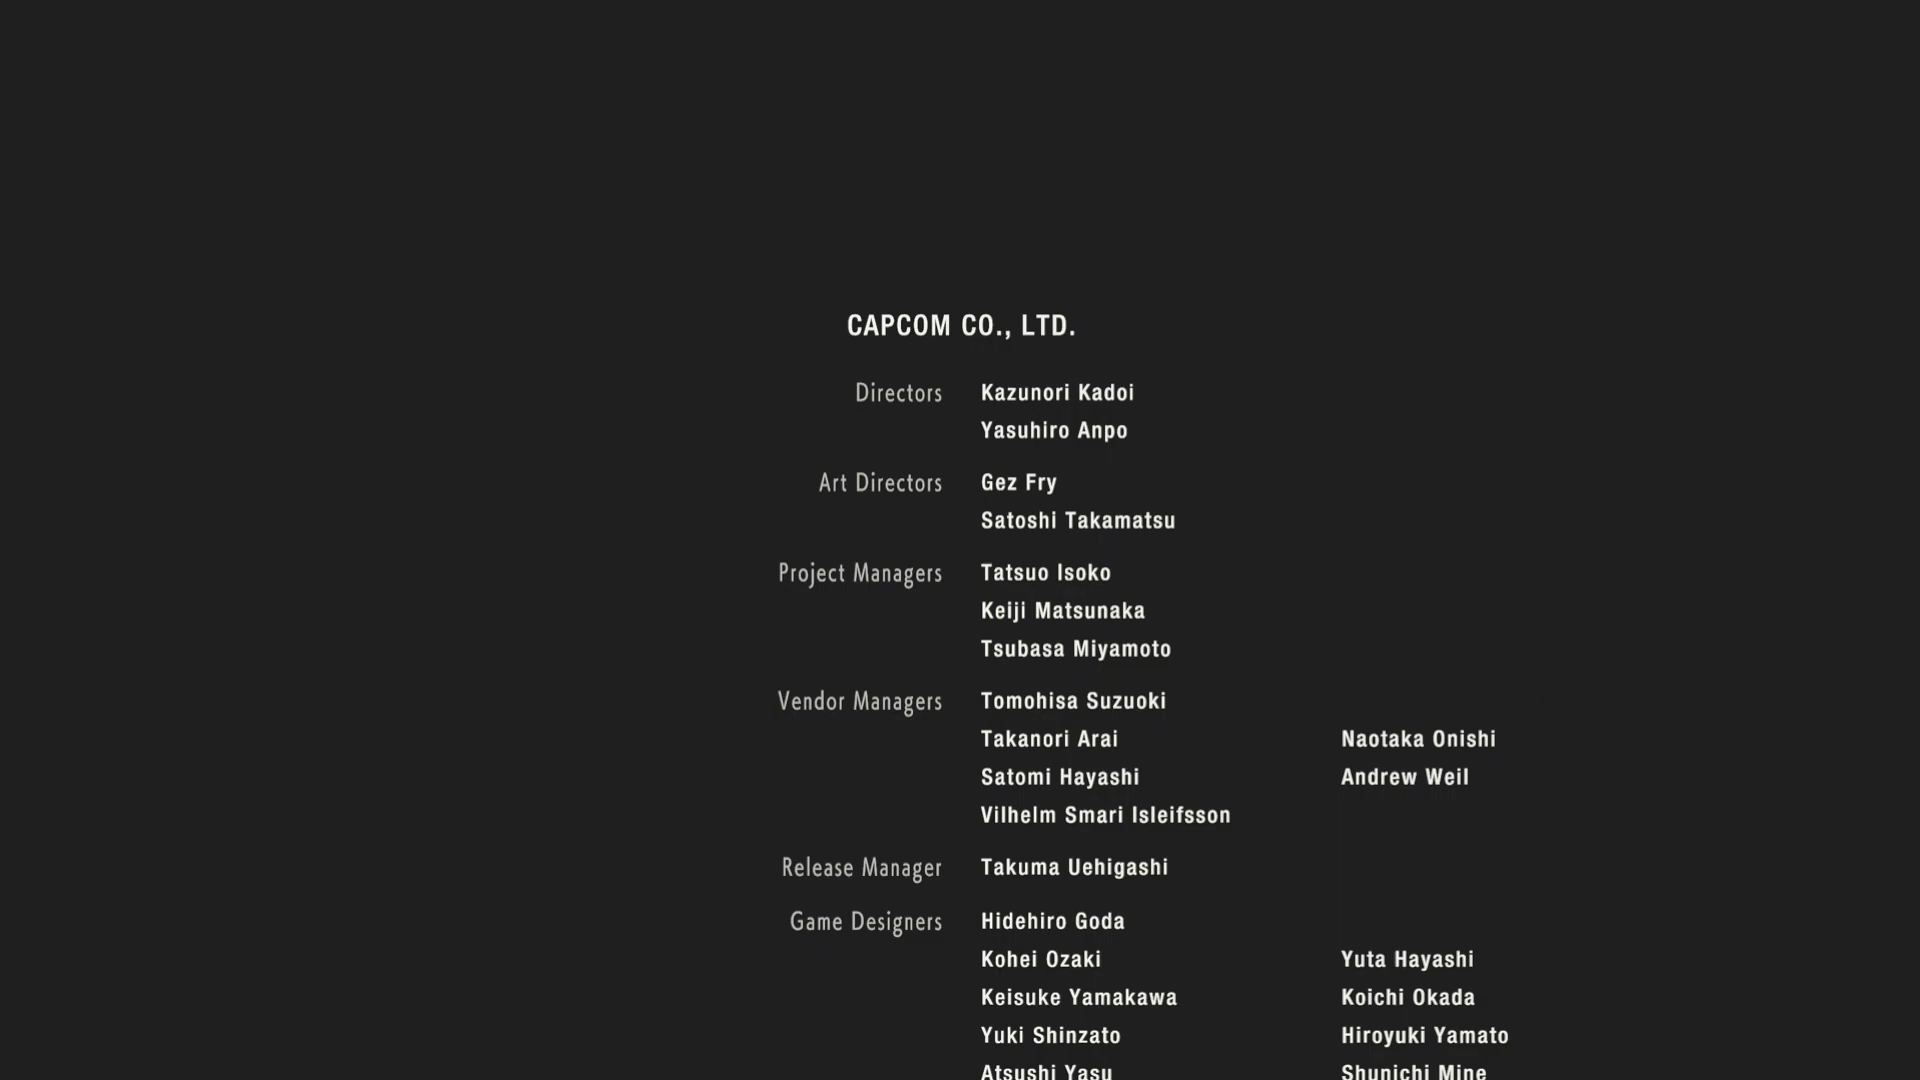 CAPCOM CO., LTD.
Directors Kazunori Kadoi
Yasuhiro Anpo
Art Directors Gez Fry
Satoshi Takamatsu
Project Managers Tatsuo Isoko
Keiji Matsunaka
Tsubasa Miyamoto
Vendor Managers Tomohisa Suzuoki
Takanori Arai Naotaka Onishi
Satomi Hayashi Andrew Weil
Vilhelm Smari Isleifsson
Release Manager Takuma Uehigashi
Game Designers Hidehiro Goda
Kohei Ozaki Yuta Hayashi
Keisuke Yamakawa Koichi Okada
Yuki Shinzato Hiroyuki Yamato
Atsushi Yasu Shunichi Mine